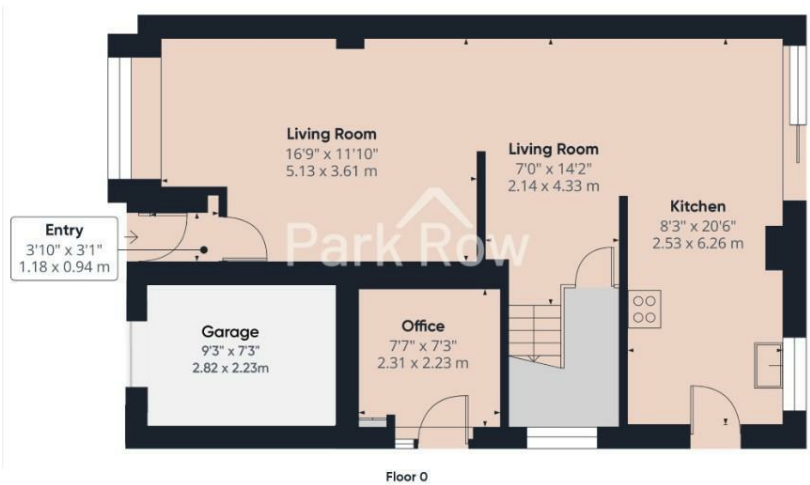 Living Room
16'9" x 11'10"
5.13 x 3.61 m
Living Room
7'0" x 14'2"
2.14 x 4.33 m
Kitchen
8'3" x 20'6"
2.53 x 6.26 m
Entry
3'10" x 3'1"
1.18 x 0.94 m
Park Row
Garage
9'3" x 7'3"
2.82 x 2.23m
Office
7'7" x 7'3"
2.31 x 2.23 m
Floor 0